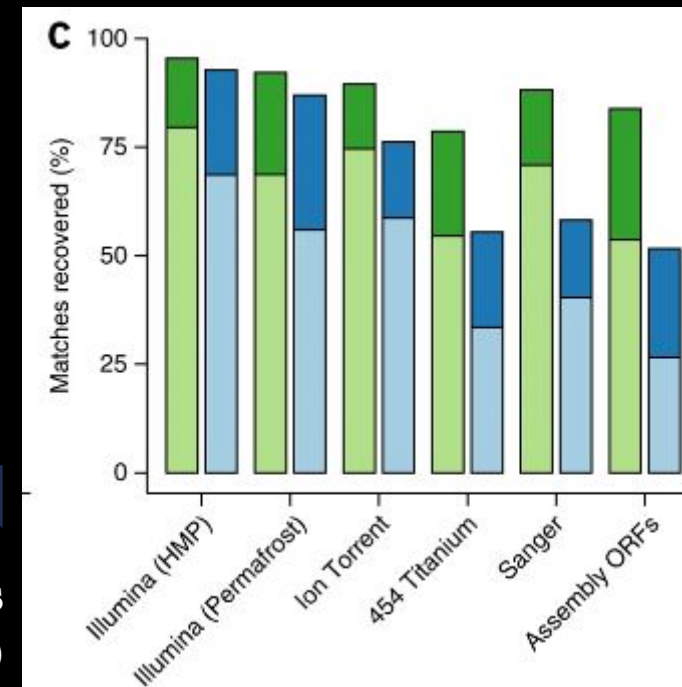 C
Matches recovered (%)
100
75
50
25
0
Illumina (HMP)
Illumina (Permafrost)
Ion Torrent
454 Titanium
Sanger
Assembly ORFs
s
)